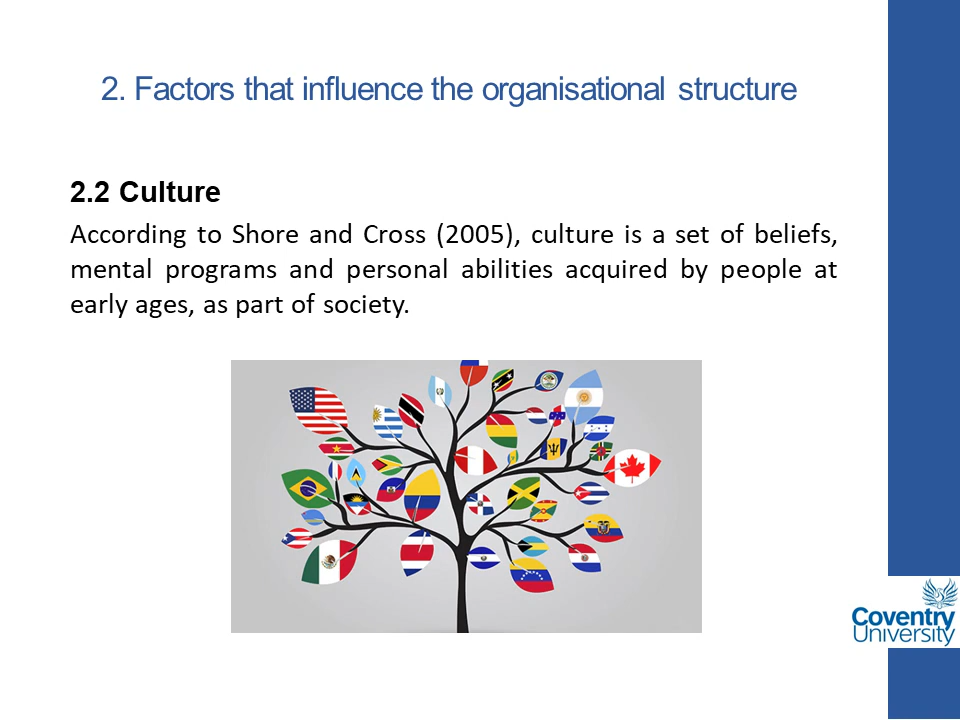 2. Factors that influence the organisational structure
2.2 Culture
According to Shore and Cross (2005), culture is a set of beliefs,
mental programs and personal abilities acquired by people at
early ages, as part of society.
Coventry
University